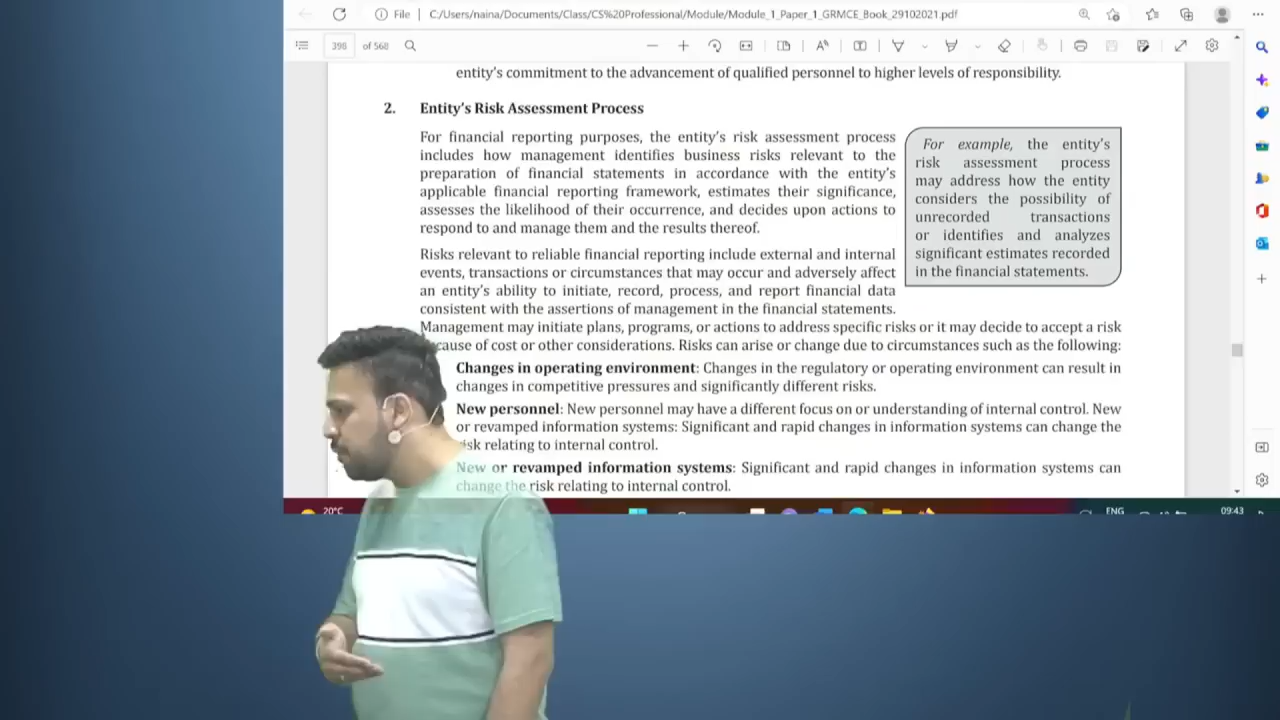 File C:/Users/naina/Documents/Class/CS%20Professional/Module/Module_1_Paper_1_GRMCE_Book_29102021.pdf
396 of 568
entity's commitment to the advancement of qualified personnel to higher levels of responsibility.
2. Entity's Risk Assessment Process
For financial reporting purposes, the entity's risk assessment process
includes how management identifies business risks relevant to the
preparation of financial statements in accordance with the entity's
applicable financial reporting framework, estimates their significance,
assesses the likelihood of their occurrence, and decides upon actions to
respond to and manage them and the results thereof.
For example, the entity's
risk assessment process
may address how the entity
considers the possibility of
unrecorded transactions
or identifies and analyzes
significant estimates recorded
in the financial statements.
Risks relevant to reliable financial reporting include external and internal
events, transactions or circumstances that may occur and adversely affect
an entity's ability to initiate, record, process, and report financial data
consistent with the assertions of management in the financial statements.
Management may initiate plans, programs, or actions to address specific risks or it may decide to accept a risk
cause of cost or other considerations. Risks can arise or change due to circumstances such as the following:
Changes in operating environment: Changes in the regulatory or operating environment can result in
changes in competitive pressures and significantly different risks.
New personnel: New personnel may have a different focus on or understanding of internal control. New
or revamped information systems: Significant and rapid changes in information systems can change the
risk relating to internal control.
New or revamped information systems: Significant and rapid changes in information systems can
change the risk relating to internal control.
20°C
ENG
09:43